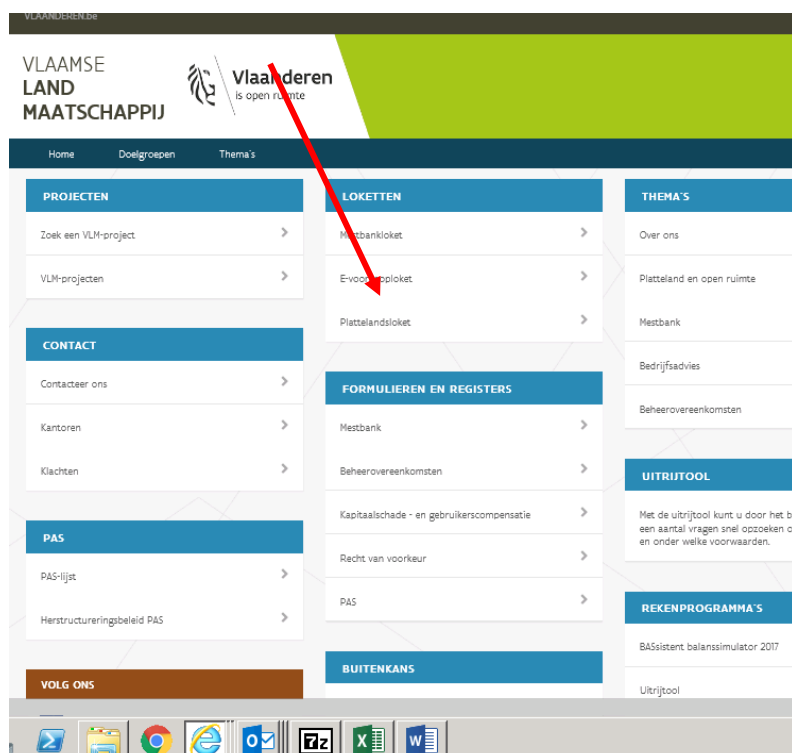 VLAANDEREN.be
VLAAMSE
LAND
MAATSCHAPPIJ
Vlaanderen
is open ruimte
Home Doelgroepen Thema's
PROJECTEN
Zoek een VLM-project
VLM-projecten
CONTACT
Contacteer ons
Kantoren
Klachten
PAS
PAS-lijst
Herstructureringsbeleid PAS
VOLG ONS
LOKETTEN
Mestbankloket
E-voorkooploket
Plattelandsloket
FORMULIEREN EN REGISTERS
Mestbank
Beheerovereenkomsten
Kapitaalschade - en gebruikerscompensatie
Recht van voorkeur
PAS
BUITENKANS
THEMA'S
Over ons
Platteland en open ruimte
Mestbank
Bedrijfsadvies
Beheerovereenkomsten
UITRIJTOOL
Met de uitrijtool kunt u door het b
een aantal vragen snel opzoeken o
en onder welke voorwaarden.
REKENPROGRAMMA'S
BASsistent balanssimulator 2017
Uitrijtool